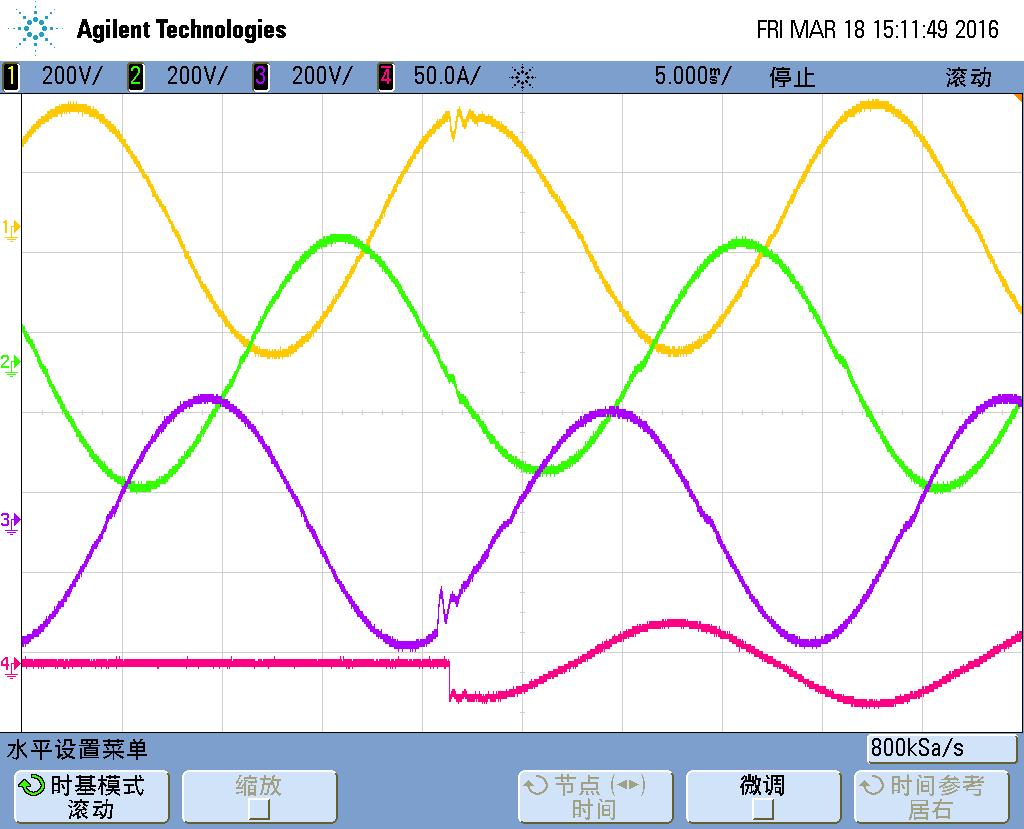 Agilent Technologies FRI MAR 18 15:11:49 2016
1 200V/ 2 200V/ 3 200V/ 4 50.0A/ 5.000m/ 停止 滚动
1
2
3
4
水平设置菜单 800kSa/s
时基模式 滚动
缩放
节点 (◄►) 时间
微调
时间参考 居右